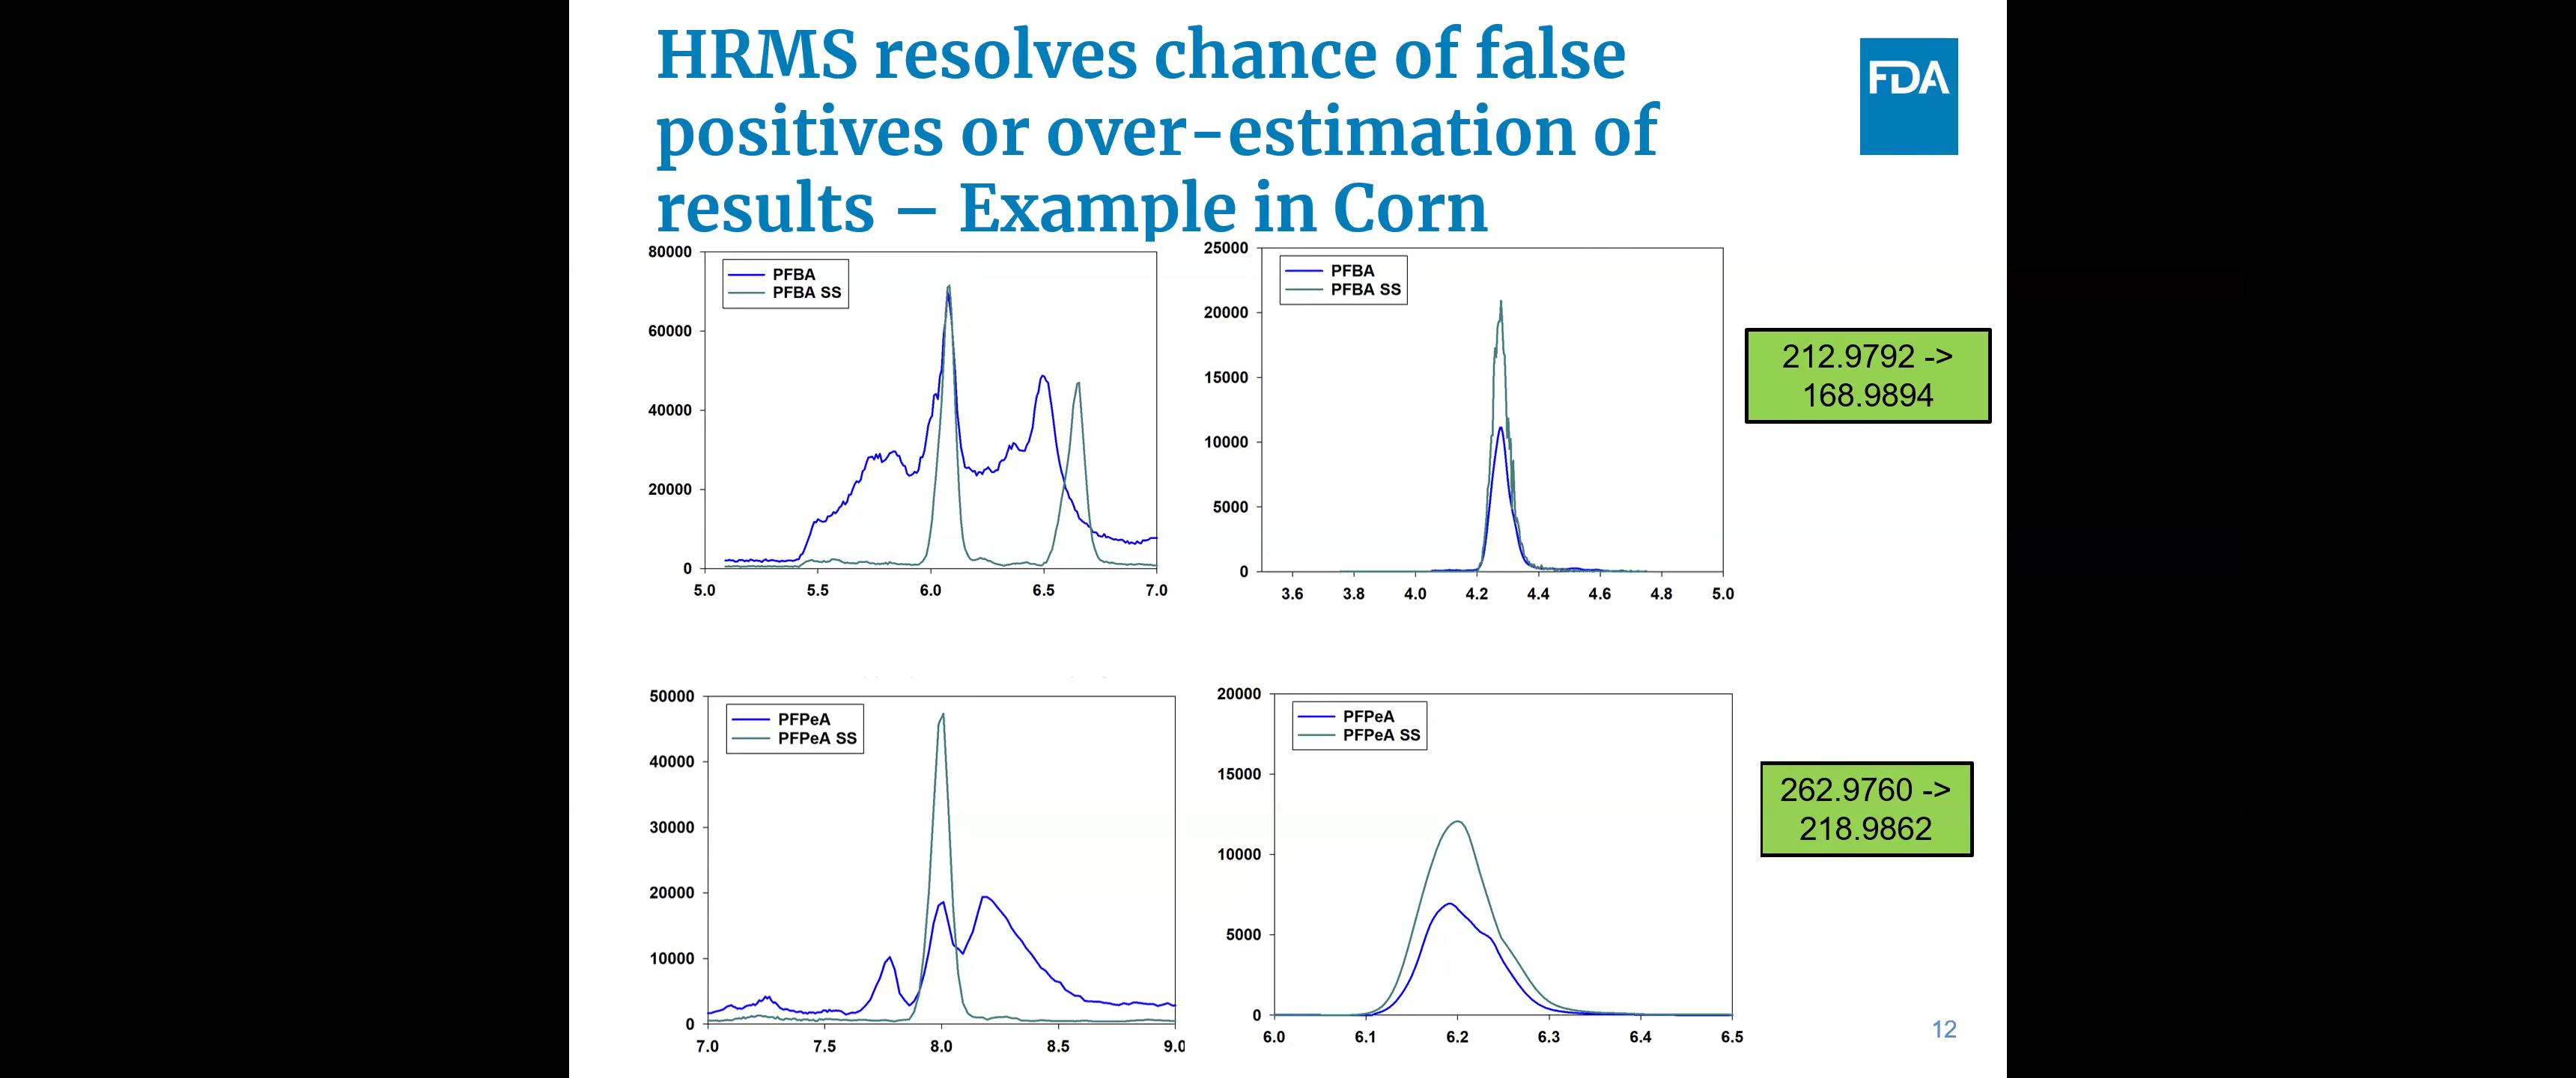 HRMS resolves chance of false
positives or over-estimation of
results – Example in Corn
FDA
80000
60000
40000
20000
0
PFBA
PFBA SS
5.0 5.5 6.0 6.5 7.0
25000
20000
15000
10000
5000
0
PFBA
PFBA SS
3.6 3.8 4.0 4.2 4.4 4.6 4.8 5.0
212.9792 ->
168.9894
50000
40000
30000
20000
10000
0
PFPeA
PFPeA SS
7.0 7.5 8.0 8.5 9.0
20000
15000
10000
5000
0
PFPeA
PFPeA SS
6.0 6.1 6.2 6.3 6.4 6.5
262.9760 ->
218.9862
12